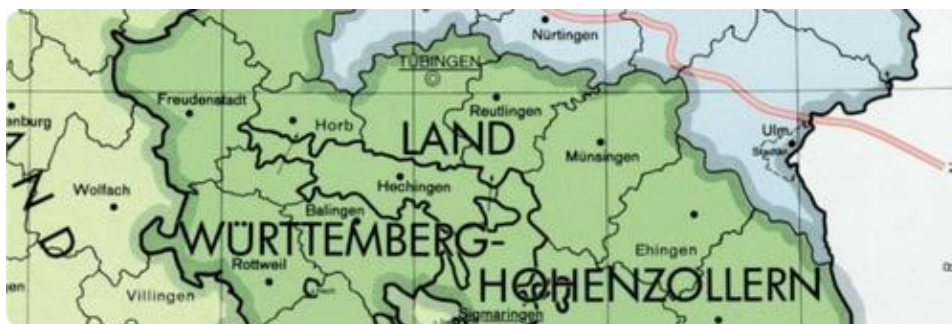 Nürtingen
TÜBINGEN
Freudenstadt
Reutlingen
Horb
LAND
Ulm
Münsingen
Wolfach
Hechingen
Balingen
WÜRTTEMBERG-
Ehingen
Rottweil
HOHENZOLLERN
Villingen
Sigmaringen